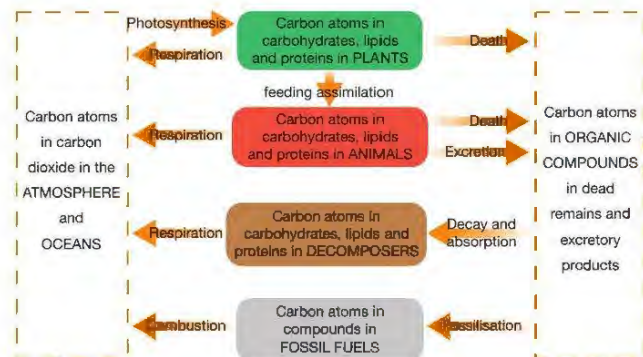 Photosynthesis
Respiration
Carbon atoms in
carbohydrates, lipids
and proteins in PLANTS
Death
feeding assimilation
Carbon atoms
in carbon
dioxide in the
ATMOSPHERE
and
OCEANS
Respiration
Carbon atoms in
carbohydrates, lipids
and proteins in ANIMALS
Death
Excretion
Carbon atoms
in ORGANIC
COMPOUNDS
in dead
remains and
excretory
products
Respiration
Carbon atoms in
carbohydrates, lipids and
proteins in DECOMPOSERS
Decay and
absorption
Combustion
Carbon atoms in
compounds in
FOSSIL FUELS
Fossilisation